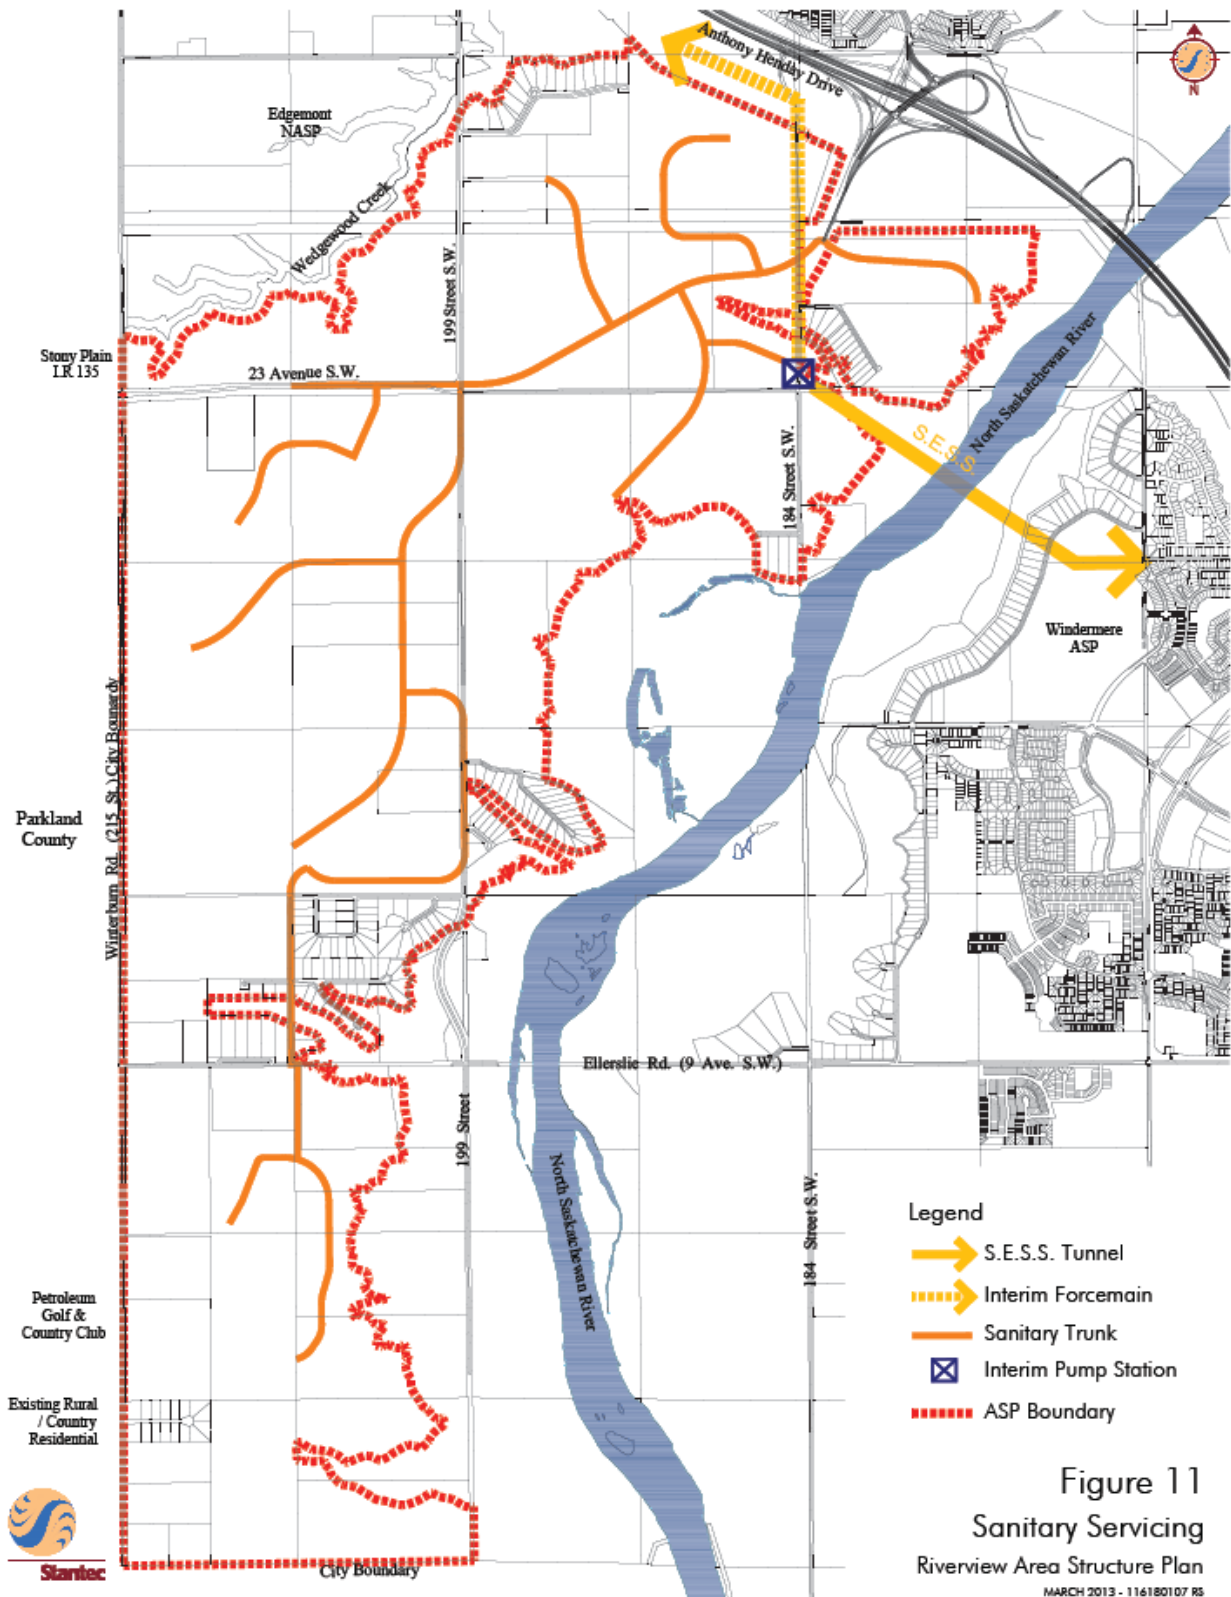 Anthony Henday Drive
N
Edgemont
NASP
Wedgewood Creek
199 Street S.W.
Stony Plain
I.R 135
23 Avenue S.W.
North Saskatchewan River
S.E.S.S.
184 Street S.W.
Windermere
ASP
Winterburn Rd. (215 St.) City Bounardy
Parkland
County
Ellerslie Rd. (9 Ave. S.W.)
199 Street
North Saskatchewan River
184 Street S.W.
Petroleum
Golf &
Country Club
Existing Rural
/ Country
Residential
City Boundary
Stantec
Legend
S.E.S.S. Tunnel
Interim Forcemain
Sanitary Trunk
Interim Pump Station
ASP Boundary
Figure 11
Sanitary Servicing
Riverview Area Structure Plan
MARCH 2013 - 116180107 RS